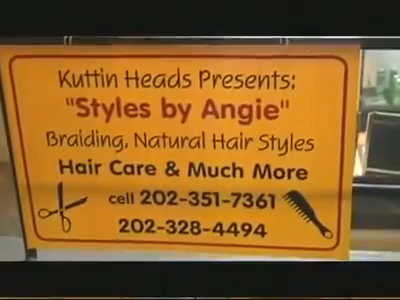 Kuttin Heads Presents:
"Styles by Angie"
Braiding, Natural Hair Styles
Hair Care & Much More
cell 202-351-7361
202-328-4494